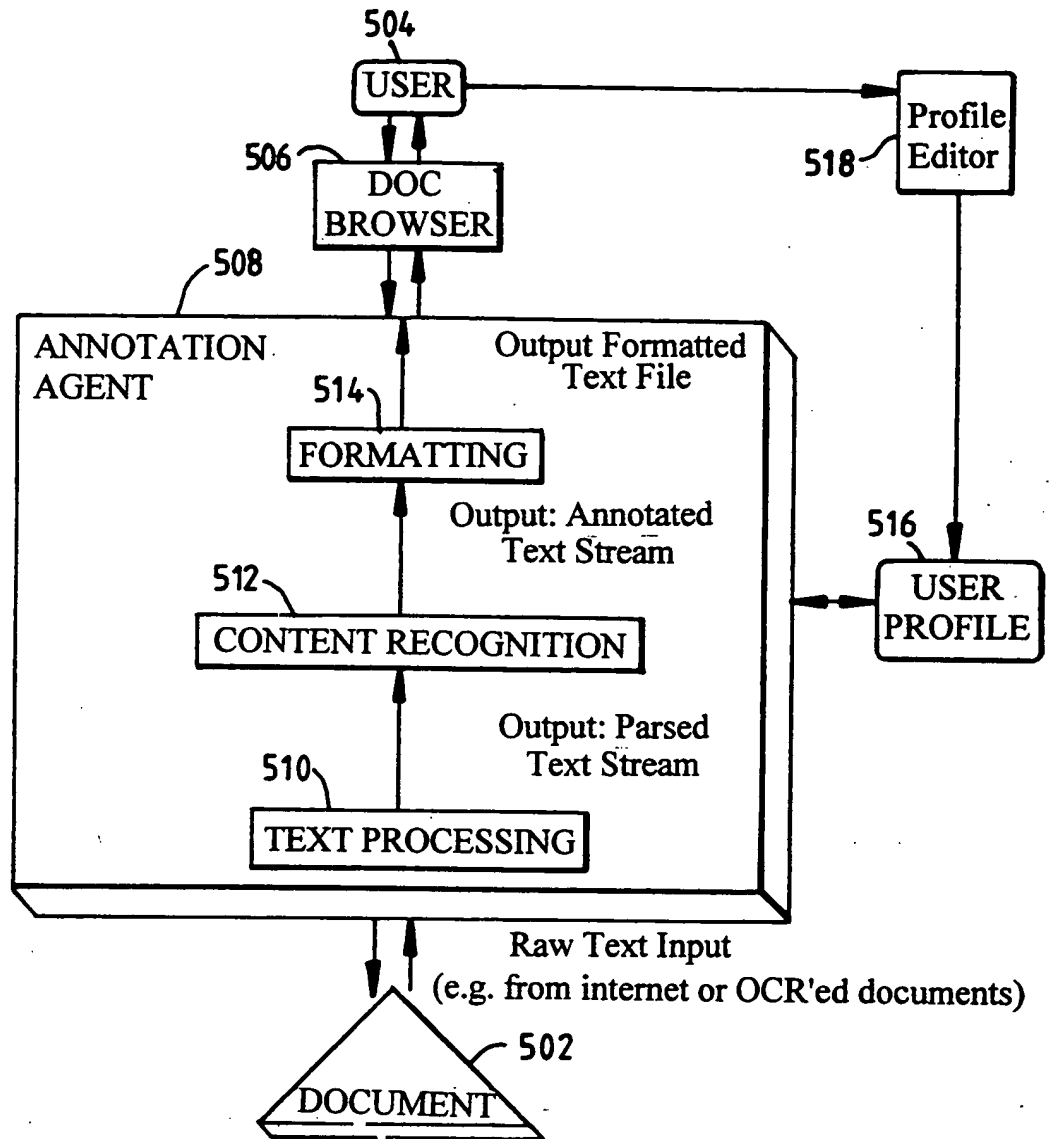 504
USER
506
DOC
BROWSER
Profile
Editor
518
508
ANNOTATION
AGENT
Output Formatted
Text File
514
FORMATTING
Output: Annotated
Text Stream
516
USER
PROFILE
512
CONTENT RECOGNITION
Output: Parsed
Text Stream
510
TEXT PROCESSING
Raw Text Input
(e.g. from internet or OCR'ed documents)
502
DOCUMENT